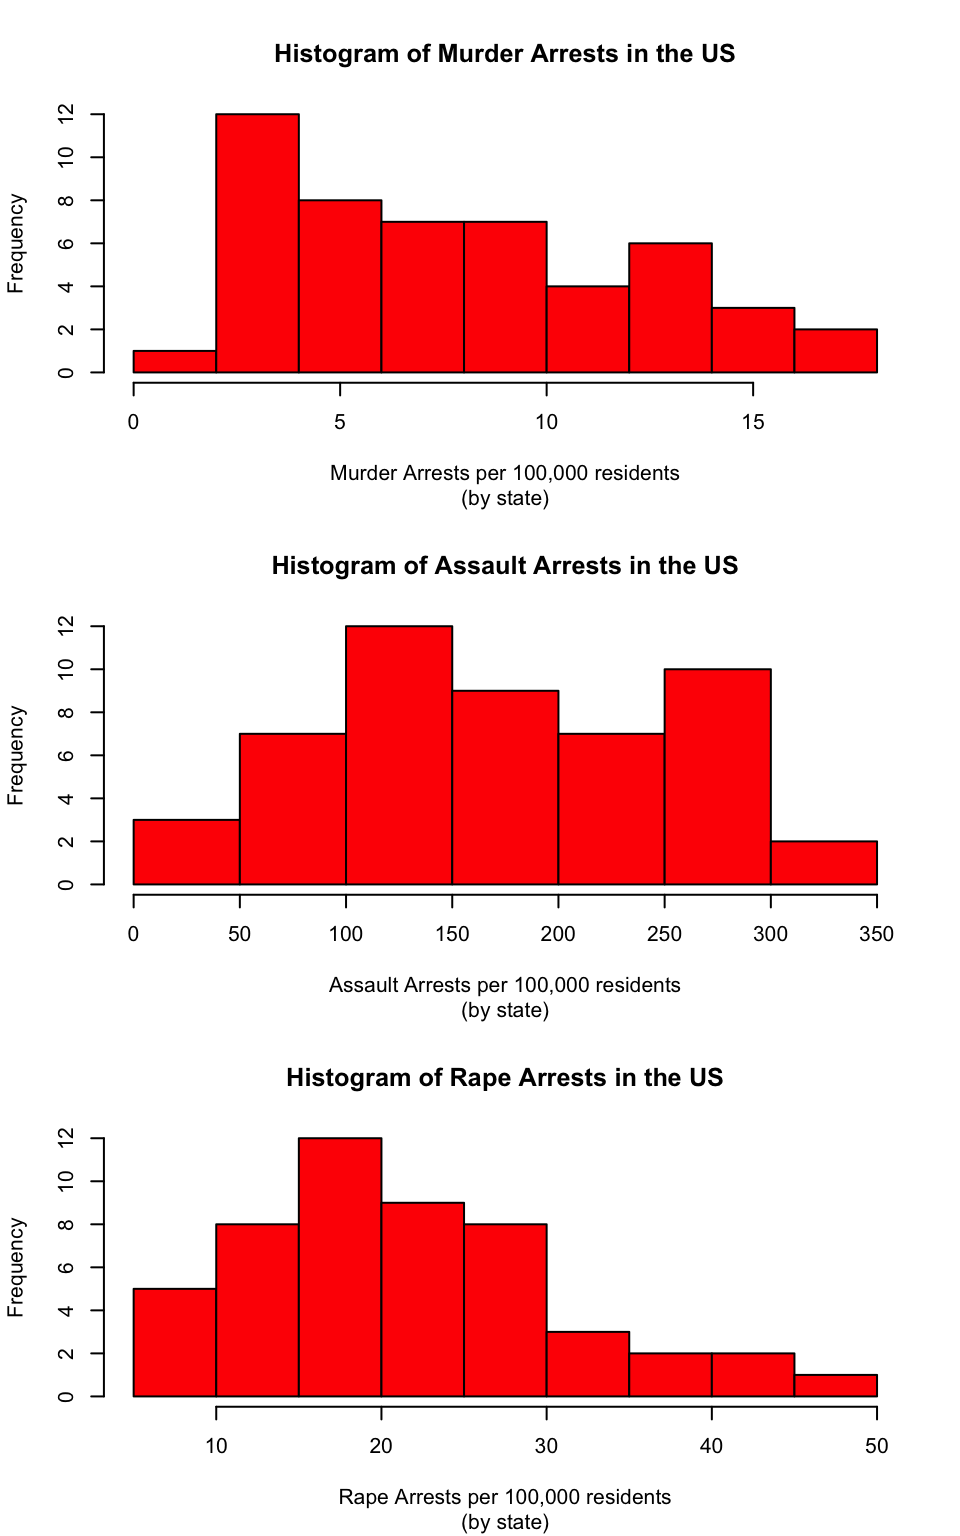 Histogram of Murder Arrests in the US
Frequency
12
10
8
6
4
2
0
0 5 10 15
Murder Arrests per 100,000 residents
(by state)
Histogram of Assault Arrests in the US
Frequency
12
10
8
6
4
2
0
0 50 100 150 200 250 300 350
Assault Arrests per 100,000 residents
(by state)
Histogram of Rape Arrests in the US
Frequency
12
10
8
6
4
2
0
10 20 30 40 50
Rape Arrests per 100,000 residents
(by state)